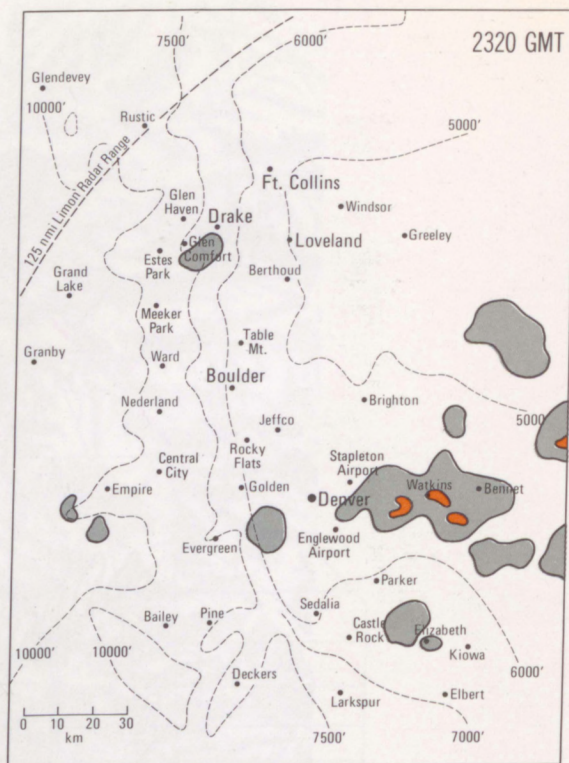 2320 GMT
7500'
6000'
Glendevey
10000'
Rustic
5000'
125 nmi Limon Radar Range
Ft. Collins
Glen
Haven
Windsor
Drake
Glen
Comfort
Loveland
Greeley
Estes
Park
Berthoud
Grand
Lake
Meeker
Park
Table
Mt.
Granby
Ward
Boulder
Nederland
Brighton
5000'
Jeffco
Rocky
Flats
Central
City
Stapleton
Airport
Empire
Golden
Watkins
Bennet
Denver
Evergreen
Englewood
Airport
Parker
Sedalia
Bailey
Pine
Castle
Rock
Elizabeth
Kiowa
10000'
10000'
6000'
Deckers
Larkspur
Elbert
0 10 20 30
km
7500'
7000'